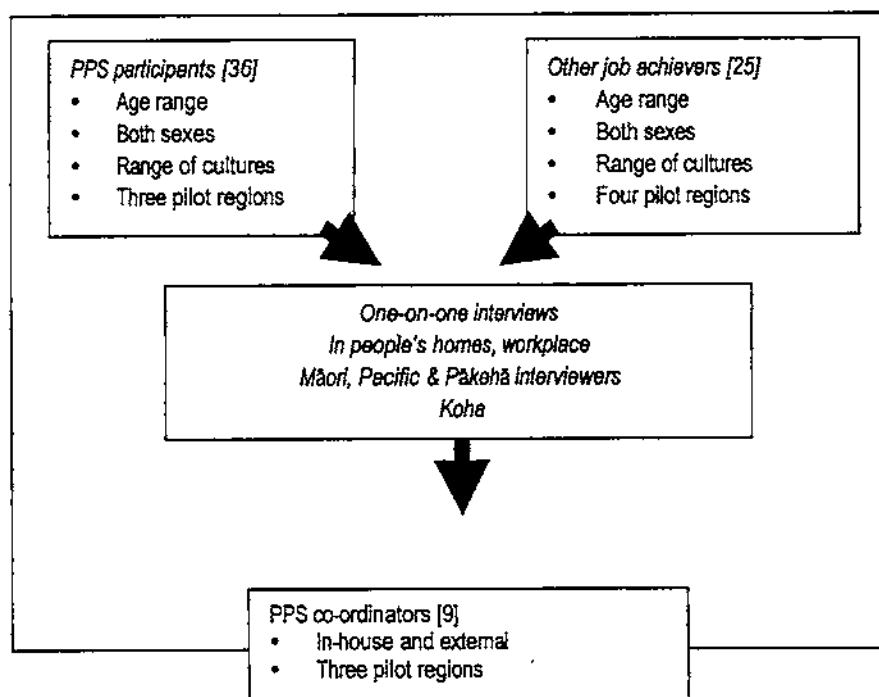 PPS participants [36]
• Age range
• Both sexes
• Range of cultures
• Three pilot regions
Other job achievers [25]
• Age range
• Both sexes
• Range of cultures
• Four pilot regions
One-on-one interviews
In people's homes, workplace
Māori, Pacific & Pākehā interviewers
Koha
PPS co-ordinators [9]
• In-house and external
• Three pilot regions